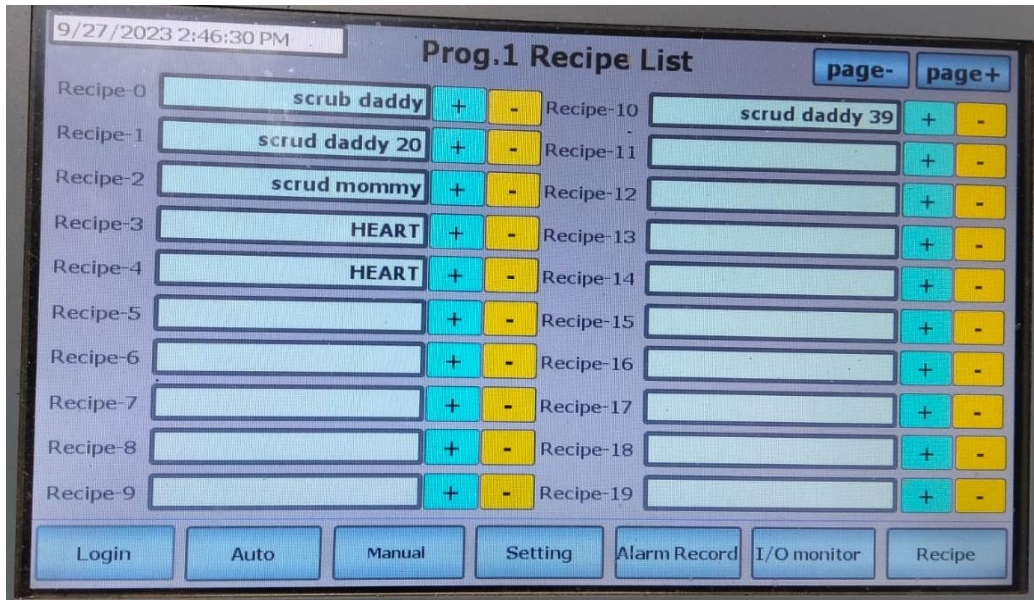 9/27/2023 2:46:30 PM
Prog.1 Recipe List
page- page+
Recipe-0 scrub daddy + -
Recipe-1 scrud daddy 20 + -
Recipe-2 scrud mommy + -
Recipe-3 HEART + -
Recipe-4 HEART + -
Recipe-5 + -
Recipe-6 + -
Recipe-7 + -
Recipe-8 + -
Recipe-9 + -
Recipe-10 scrud daddy 39 + -
Recipe-11 + -
Recipe-12 + -
Recipe-13 + -
Recipe-14 + -
Recipe-15 + -
Recipe-16 + -
Recipe-17 + -
Recipe-18 + -
Recipe-19 + -
Login Auto Manual Setting Alarm Record I/O monitor Recipe